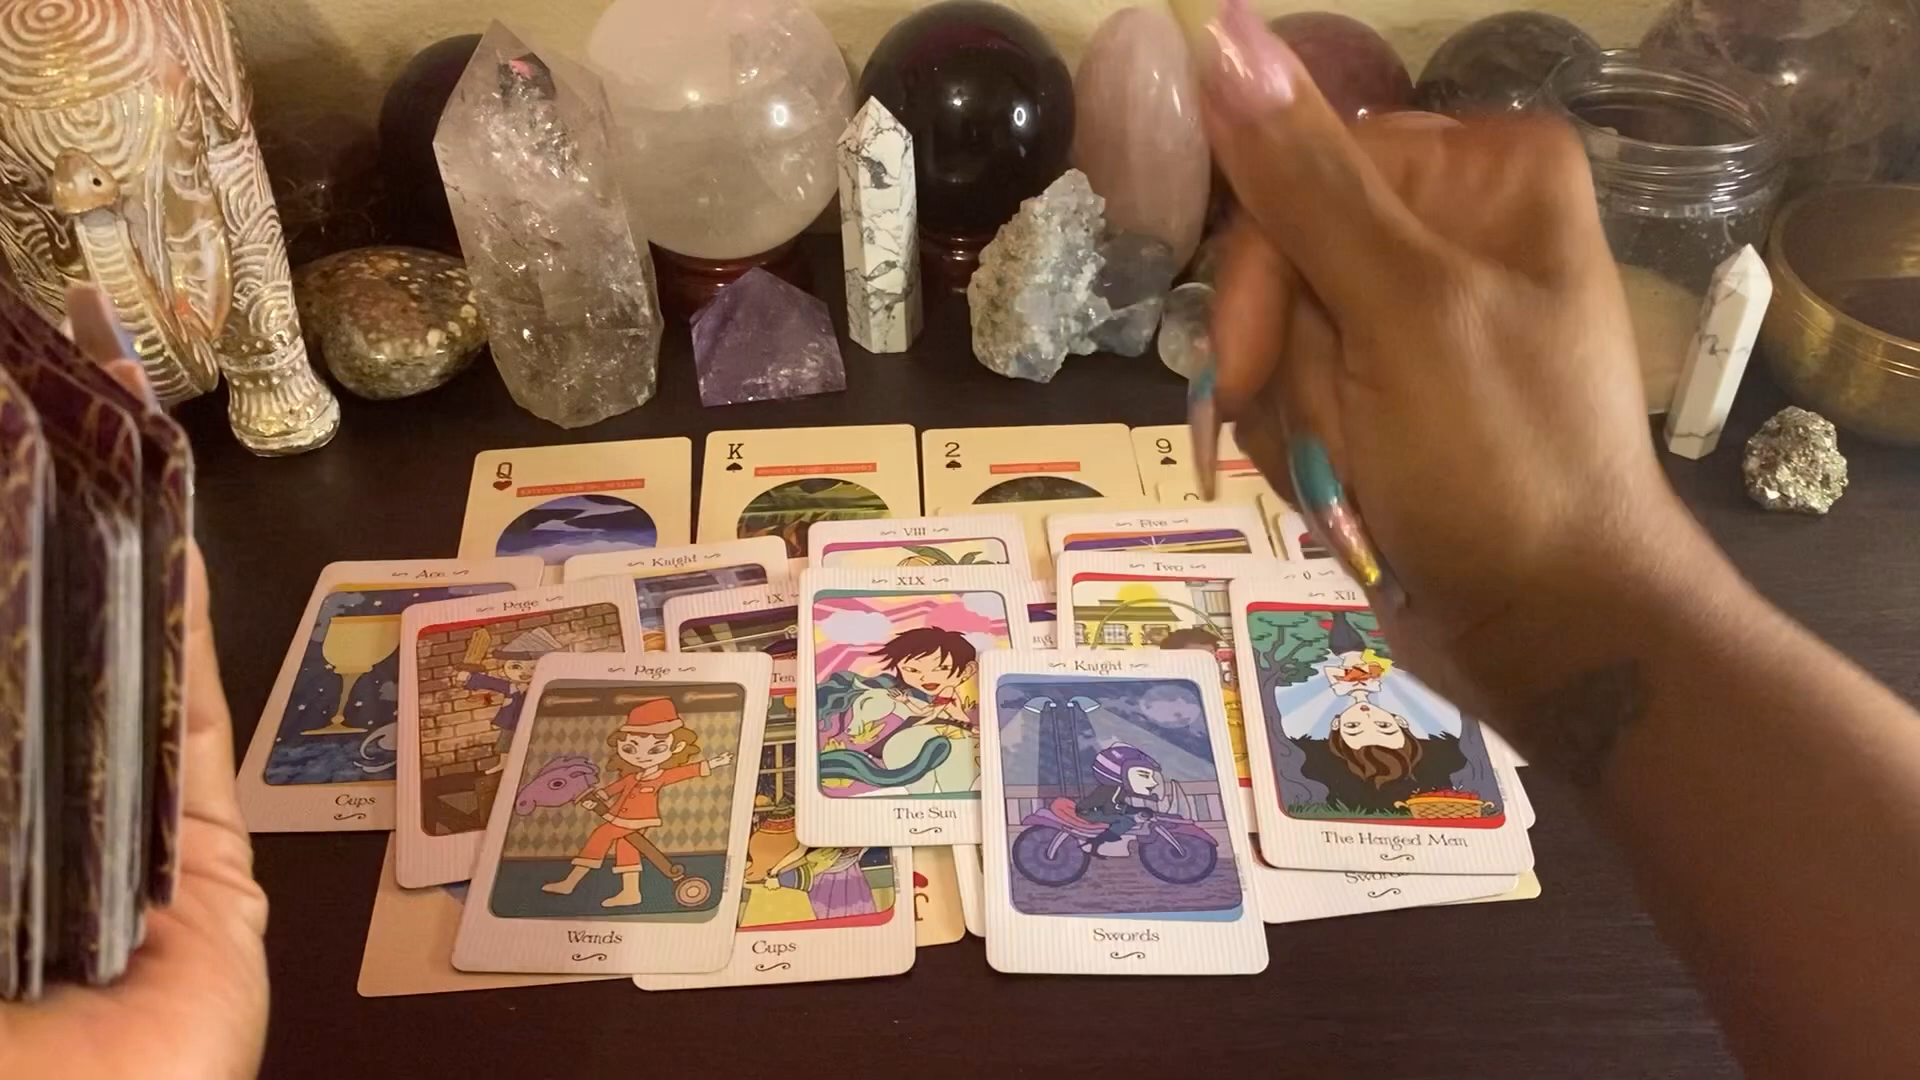 Q
K
2
9
VIII
Five
Ace
Knight
Two
XIX
0
XII
Page
IX
Page
Ten
Knight
The Sun
The Hanged Man
Cups
Swords
Wands
Cups
Swords
J